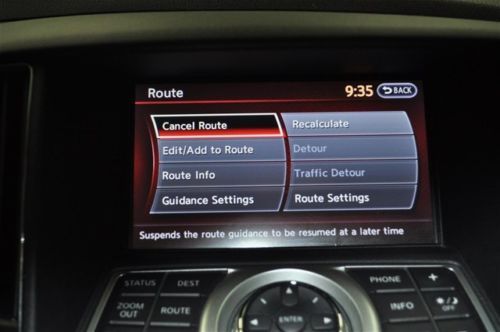 Route 9:35 BACK
Cancel Route Recalculate
Edit/Add to Route Detour
Route Info Traffic Detour
Guidance Settings Route Settings
Suspends the route guidance to be resumed at a later time
STATUS DEST PHONE +
ZOOM OUT ROUTE INFO OFF
ENTER